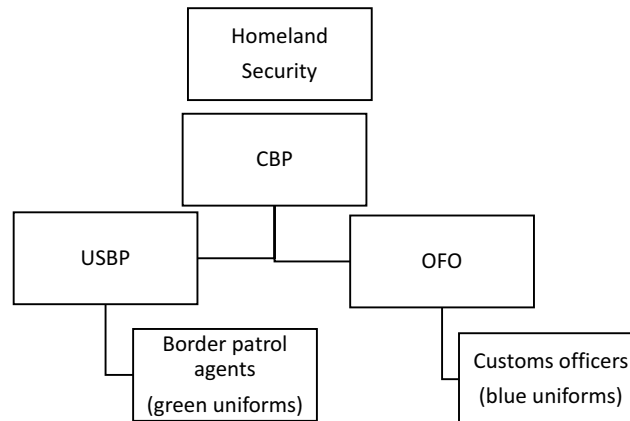 Homeland
Security
CBP
USBP
OFO
Border patrol
agents
(green uniforms)
Customs officers
(blue uniforms)